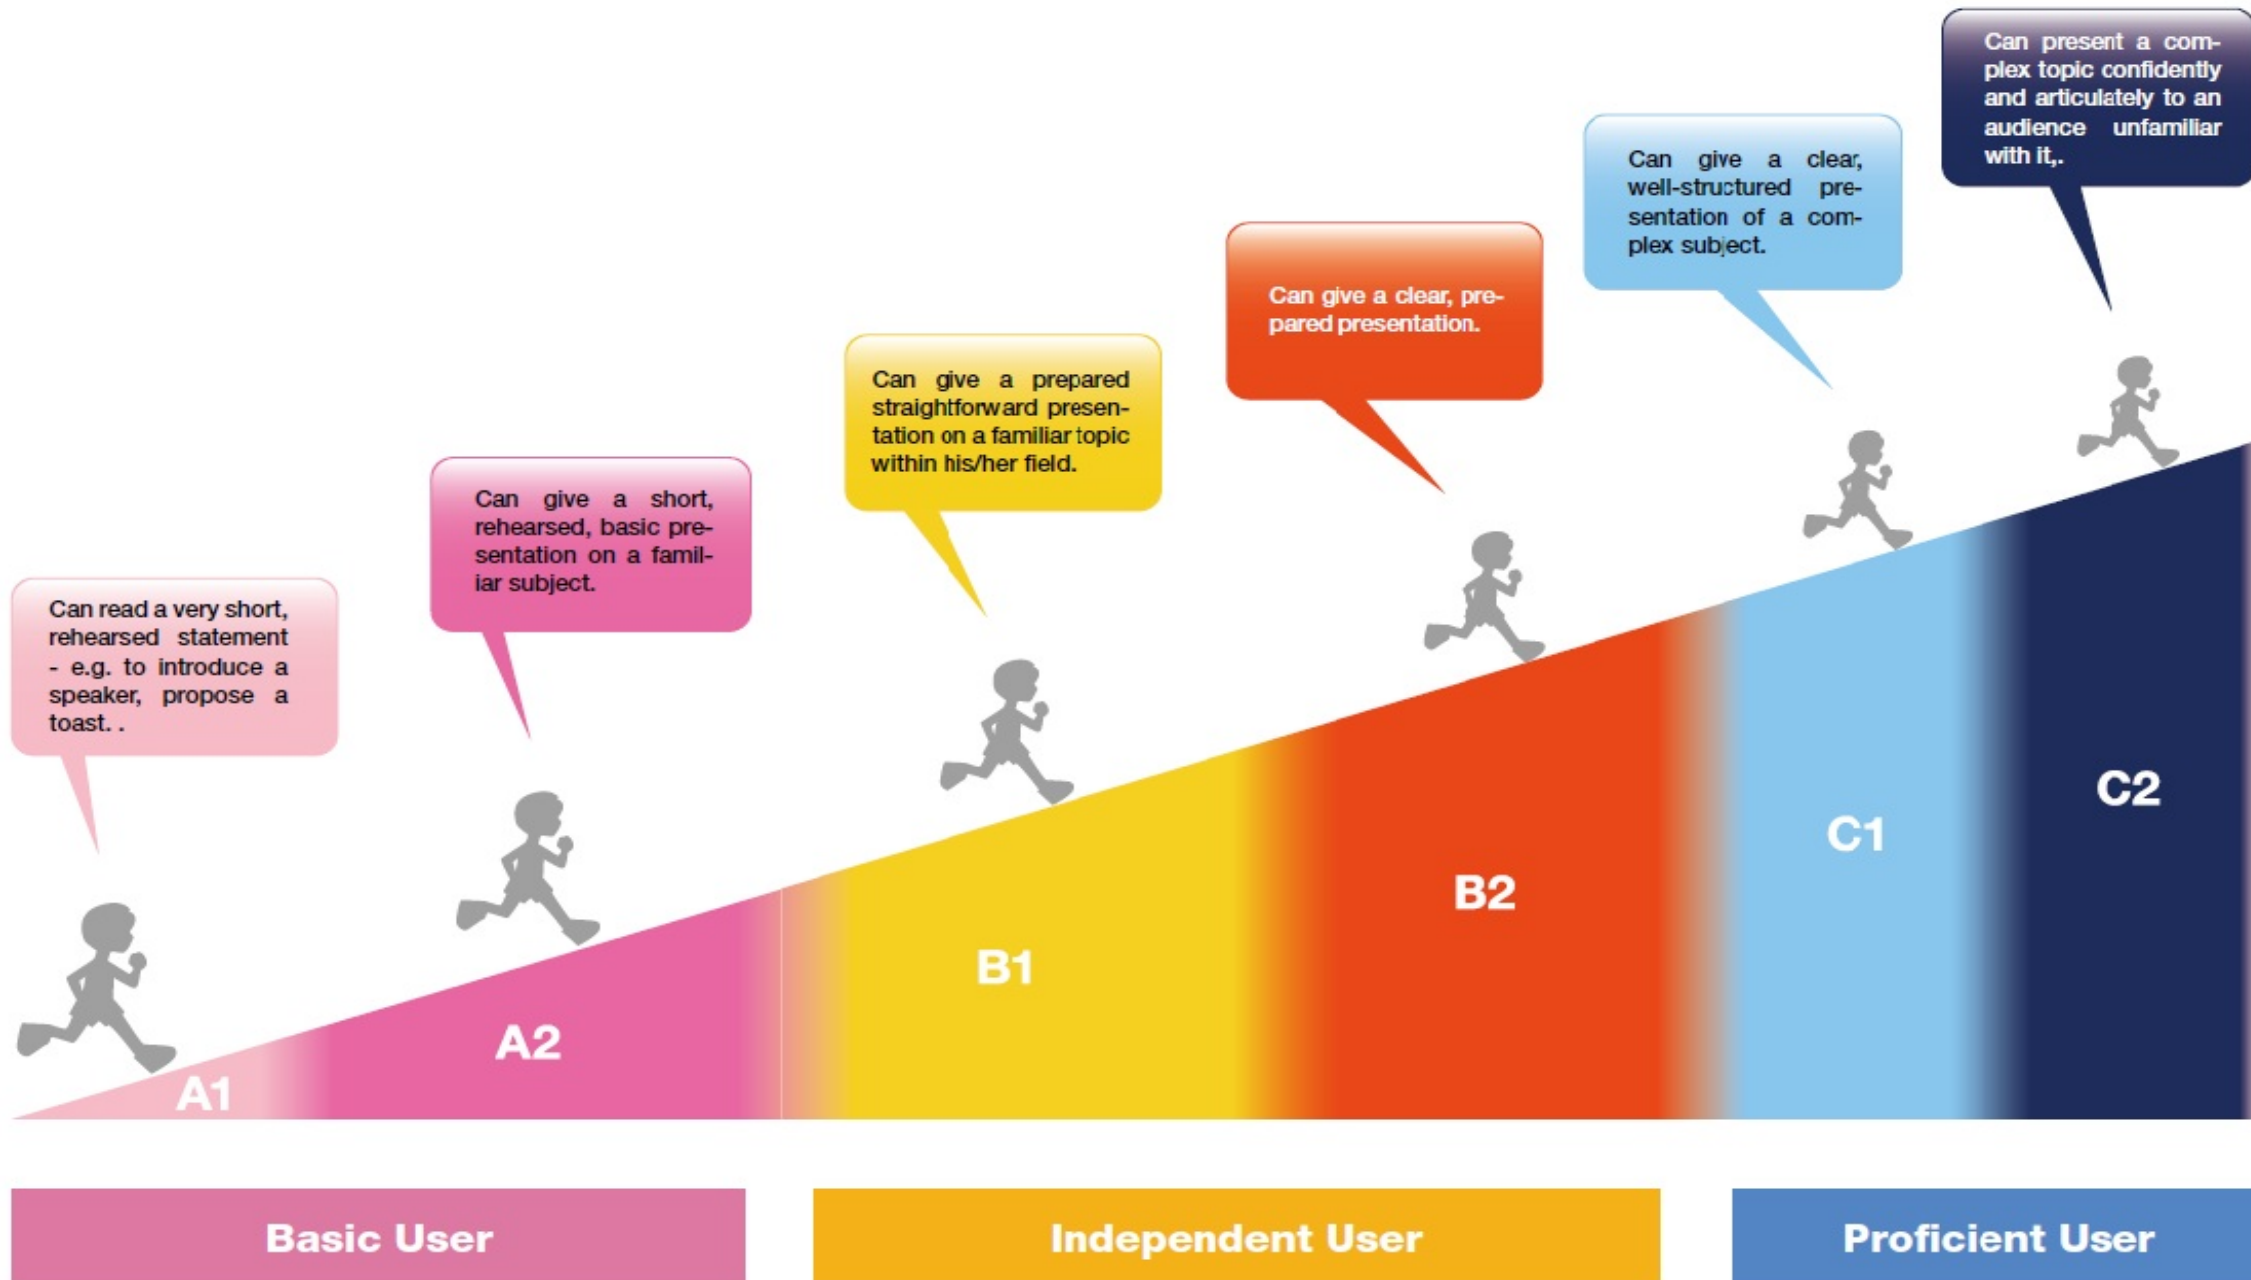 Can read a very short,
rehearsed statement
- e.g. to introduce a
speaker, propose a
toast. .
Can give a short,
rehearsed, basic pre-
sentation on a famil-
iar subject.
Can give a prepared
straightforward presen-
tation on a familiar topic
within his/her field.
Can give a clear, pre-
pared presentation.
Can give a clear,
well-structured pre-
sentation of a com-
plex subject.
Can present a com-
plex topic confidently
and articulately to an
audience unfamiliar
with it,.
A1
A2
B1
B2
C1
C2
Basic User
Independent User
Proficient User